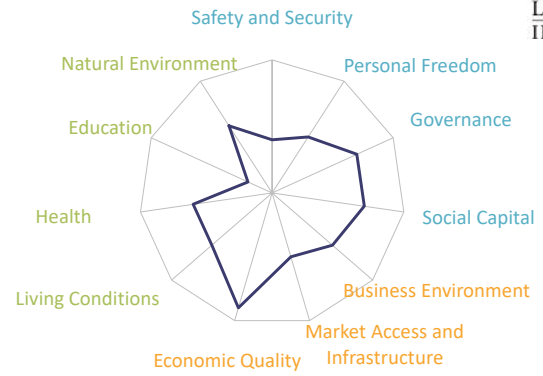 Safety and Security
Natural Environment
Personal Freedom
Education
Governance
Health
Social Capital
Living Conditions
Business Environment
Market Access and
Infrastructure
Economic Quality